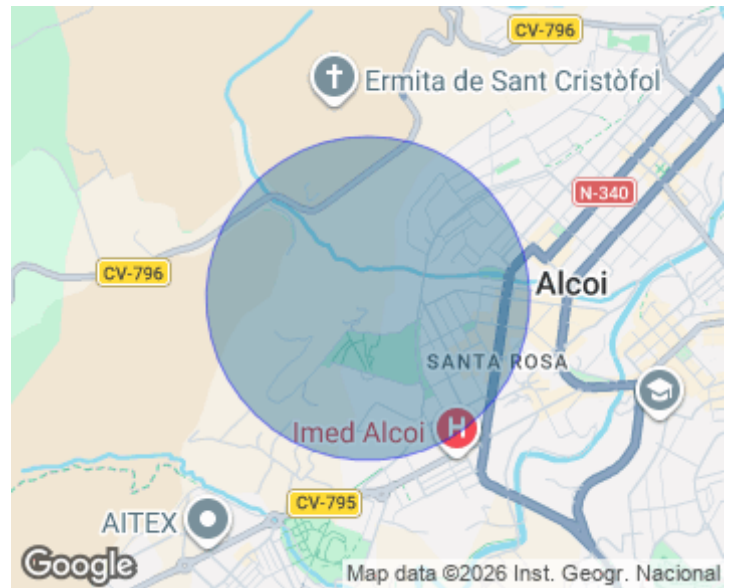 CV-796
Ermita de Sant Cristòfol
N-340
CV-796
Alcoi
SANTA ROSA
Imed Alcoi
H
CV-795
AITEX
Google
Map data ©2026 Inst. Geogr. Nacional